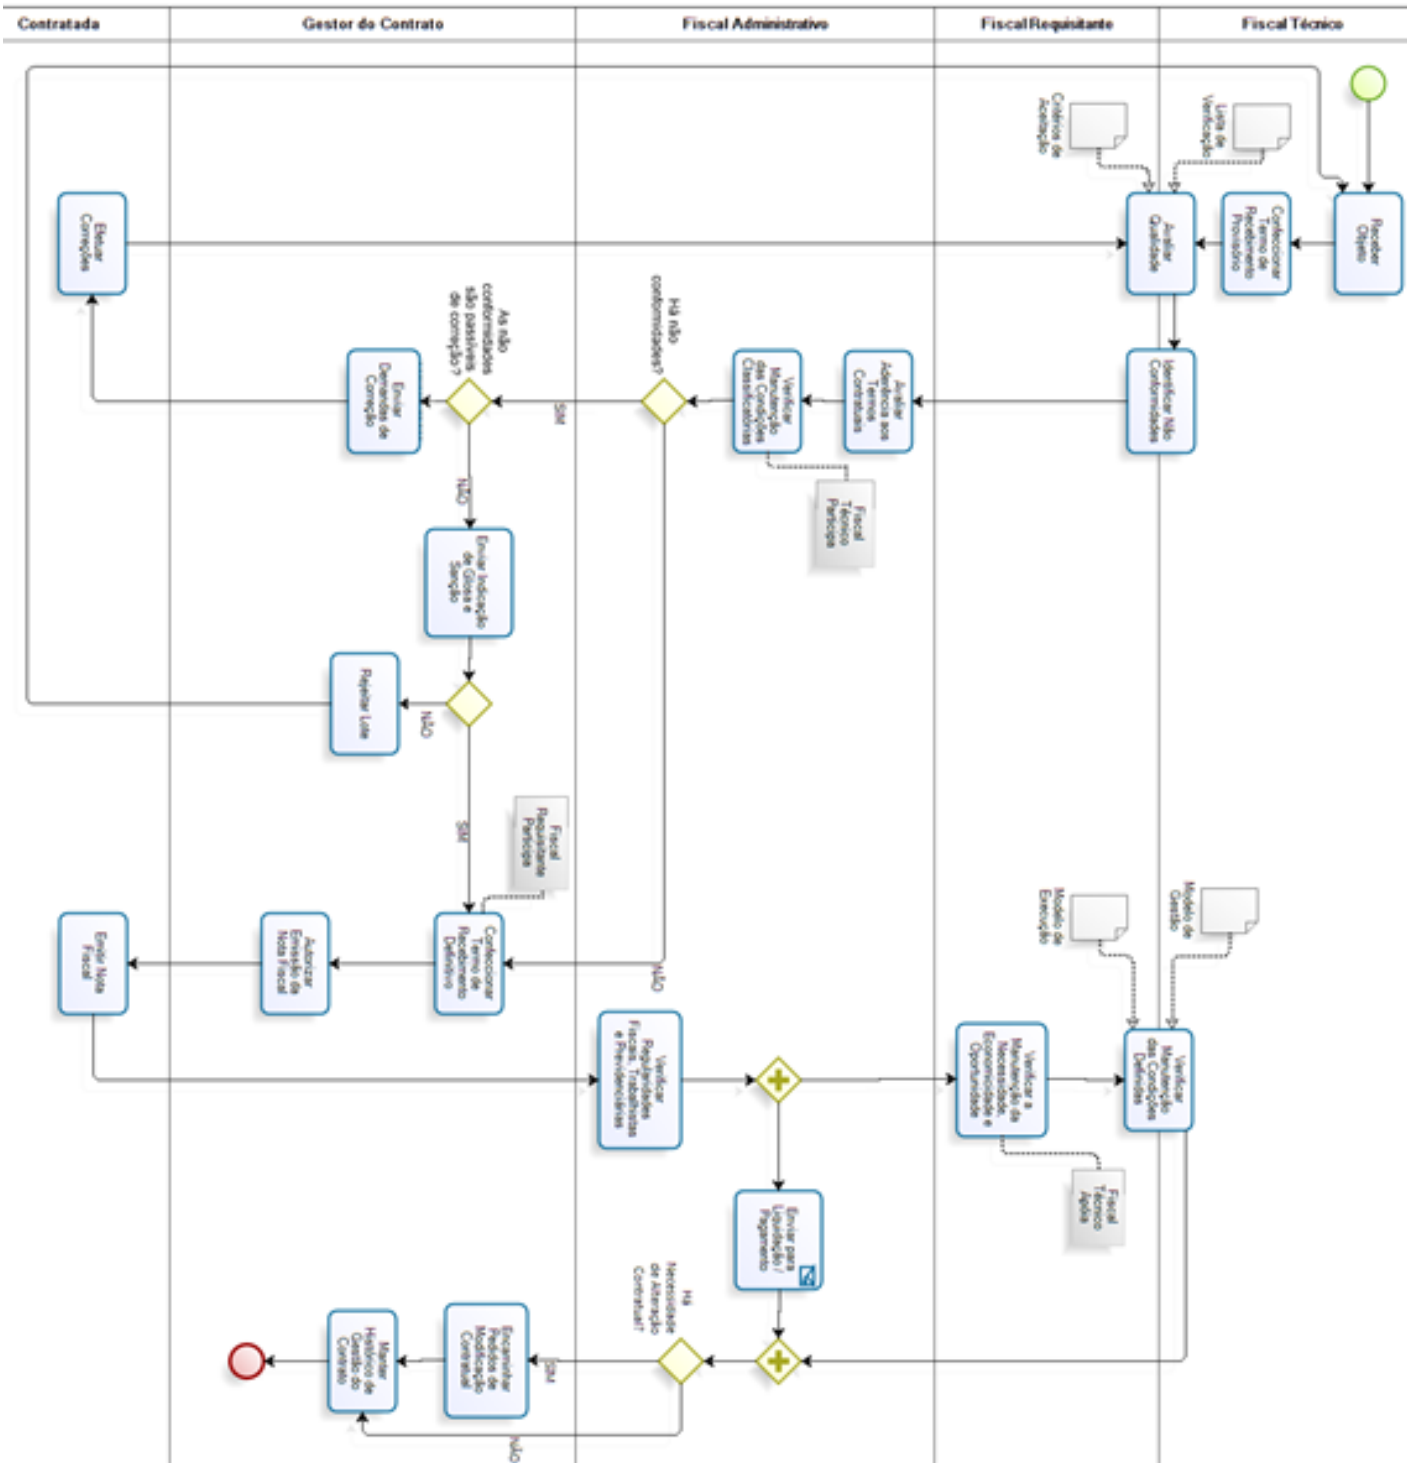 Contratada
Gestor do Contrato
Fiscal Administrativo
Fiscal Requisitante
Fiscal Técnico
Critérios de
Aceitação
Lista de
Verificação
Efetuar
Correções
Avaliar
Qualidade
Confeccionar
Termo de
Recebimento
Provisório
Receber
Objeto
As não
conformidades
são passíveis
de correção?
Há não
conformidades?
Enviar
Demandas de
Correção
SIM
Verificar
Manutenção
das Condições
Classificatórias
Avaliar
Aderência aos
Termos
Contratuais
Identificar Não
Conformidades
NÃO
Fiscal
Técnico
Participa
Enviar Indicação
de Glosa e
Sanção
Rejeitar Lote
NÃO
SIM
Fiscal
Requisitante
Participa
Modelo de
Execução
Modelo de
Gestão
Emitir Nota
Fiscal
Autorizar
Emissão da
Nota Fiscal
Confeccionar
Termo de
Recebimento
Definitivo
NÃO
Verificar
Regularidades
Fiscais, Trabalhistas
e Previdenciárias
Verificar a
Manutenção da
Necessidade,
Economicidade e
Oportunidade
Verificar
Manutenção
das Condições
Definidas
Fiscal
Técnico
Apóia
Enviar para
Liquidação /
Pagamento
Há
Necessidade
de Alteração
Contratual?
Manter
Histórico de
Gestão do
Contrato
Encaminhar
Pedidos de
Modificação
Contratual
SIM
NÃO